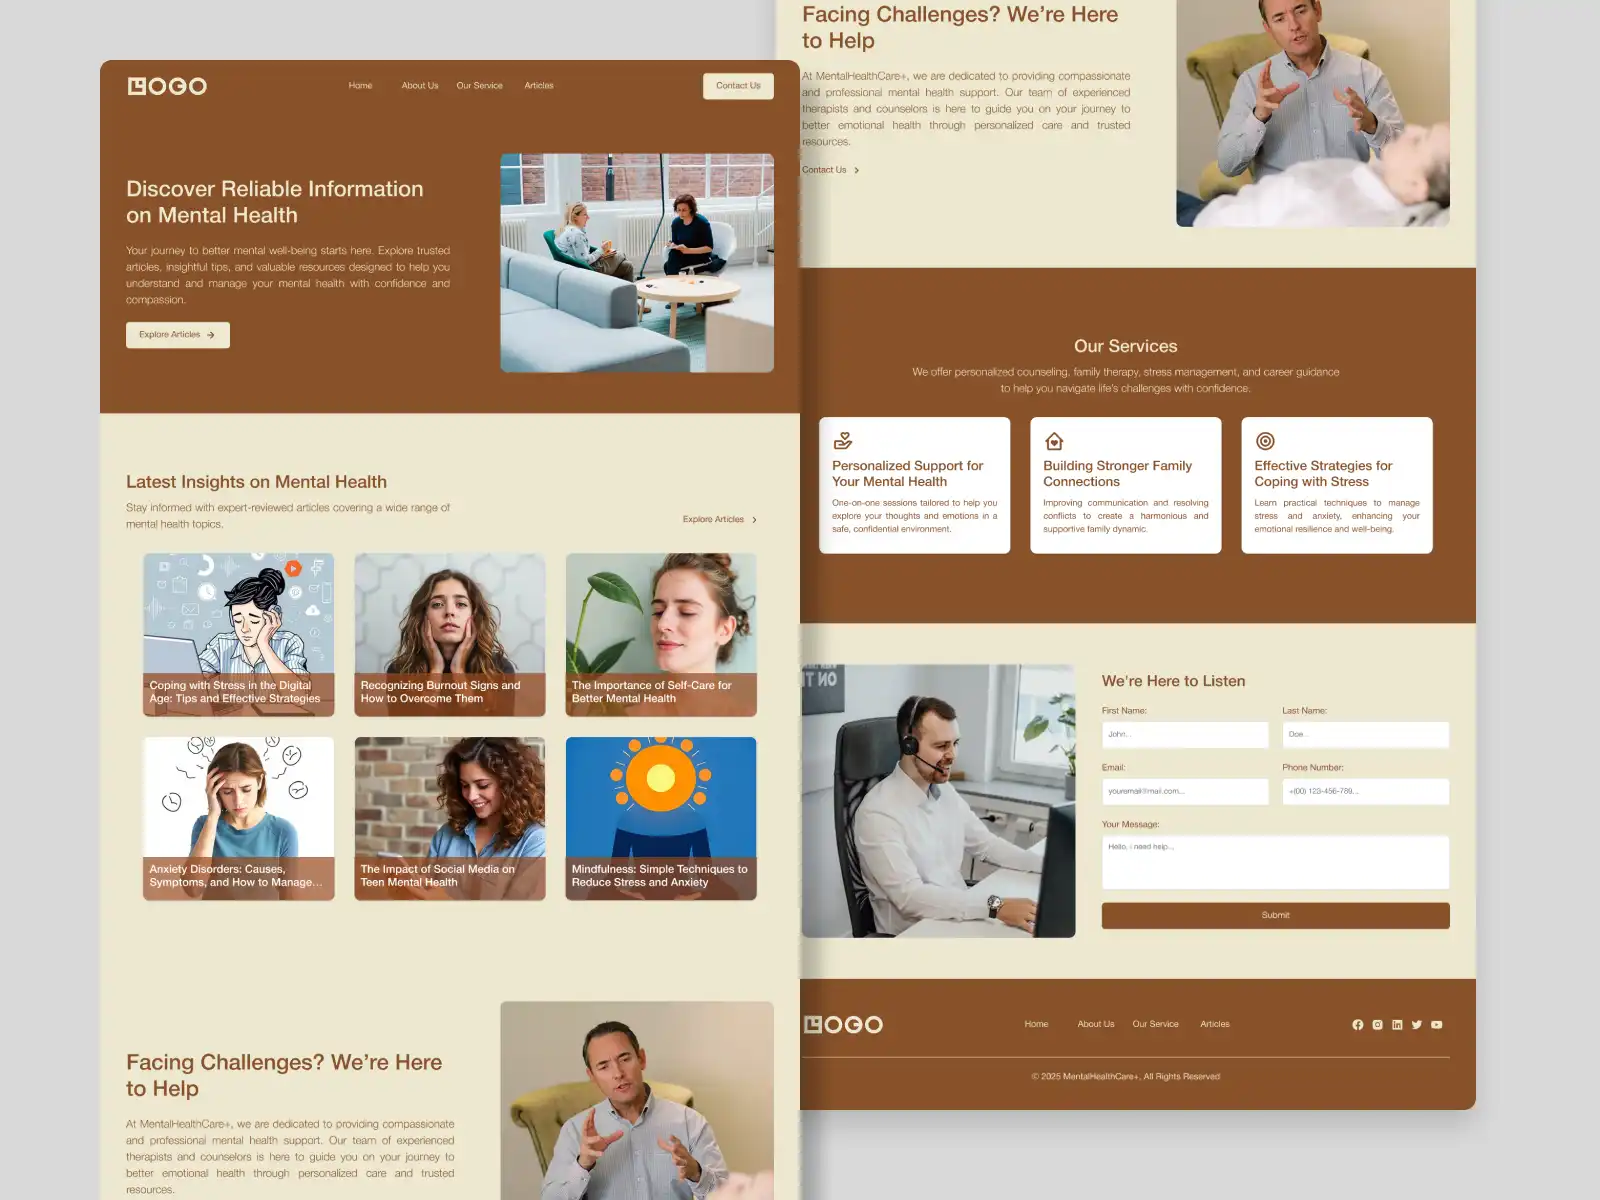 LOGO
Home
About Us
Our Service
Articles
Contact Us
Discover Reliable Information
on Mental Health
Your journey to better mental well-being starts here. Explore trusted
articles, insightful tips, and valuable resources designed to help you
understand and manage your mental health with confidence and
compassion.
Explore Articles
Latest Insights on Mental Health
Stay informed with expert-reviewed articles covering a wide range of
mental health topics.
Explore Articles
Coping with Stress in the Digital
Age: Tips and Effective Strategies
Recognizing Burnout Signs and
How to Overcome Them
The Importance of Self-Care for
Better Mental Health
Anxiety Disorders: Causes,
Symptoms, and How to Manage...
The Impact of Social Media on
Teen Mental Health
Mindfulness: Simple Techniques to
Reduce Stress and Anxiety
Facing Challenges? We’re Here
to Help
At MentalHealthCare+, we are dedicated to providing compassionate
and professional mental health support. Our team of experienced
therapists and counselors is here to guide you on your journey to
better emotional health through personalized care and trusted
resources.
Facing Challenges? We’re Here
to Help
At MentalHealthCare+, we are dedicated to providing compassionate
and professional mental health support. Our team of experienced
therapists and counselors is here to guide you on your journey to
better emotional health through personalized care and trusted
resources.
Contact Us
Our Services
We offer personalized counseling, family therapy, stress management, and career guidance
to help you navigate life’s challenges with confidence.
Personalized Support for
Your Mental Health
One-on-one sessions tailored to help you
explore your thoughts and emotions in a
safe, confidential environment.
Building Stronger Family
Connections
Improving communication and resolving
conflicts to create a harmonious and
supportive family dynamic.
Effective Strategies for
Coping with Stress
Learn practical techniques to manage
stress and anxiety, enhancing your
emotional resilience and well-being.
We're Here to Listen
First Name:
Last Name:
John...
Doe...
Email:
Phone Number:
youremail@mail.com...
+(00) 123-456-789...
Your Message:
Hello, i need help...
Submit
LOGO
Home
About Us
Our Service
Articles
© 2025 MentalHealthCare+, All Rights Reserved